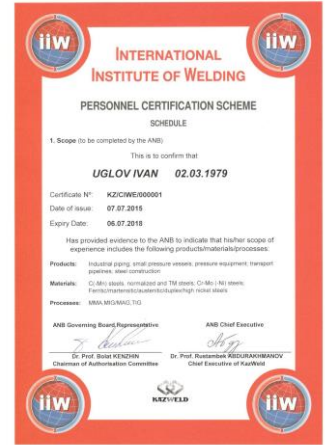 iiw
iiw
INTERNATIONAL
INSTITUTE OF WELDING
PERSONNEL CERTIFICATION SCHEME
SCHEDULE
1. Scope (to be completed by the ANB)
This is to confirm that
UGLOV IVAN 02.03.1979
Certificate Nº: KZ/CIWE/000001
Date of issue: 07.07.2015
Expiry Date: 06.07.2018
Has provided evidence to the ANB to indicate that his/her scope of
experience includes the following products/materials/processes:
Products: Industrial piping; small pressure vessels; pressure equipment; transport
pipelines; steel construction
Materials: C(-Mn) steels, normalized and TM steels; Cr-Mo (-Ni) steels;
Ferritic/martensitic/austenitic/duplex/high nickel steels
Processes: MMA,MIG/MAG,TIG
ANB Governing Board Representative ANB Chief Executive
Dr. Prof. Bolat KENZHIN Dr. Prof. Rustambek ABDURAKHMANOV
Chairman of Authorisation Committee Chief Executive of KazWeld
KAZWELD
iiw
iiw